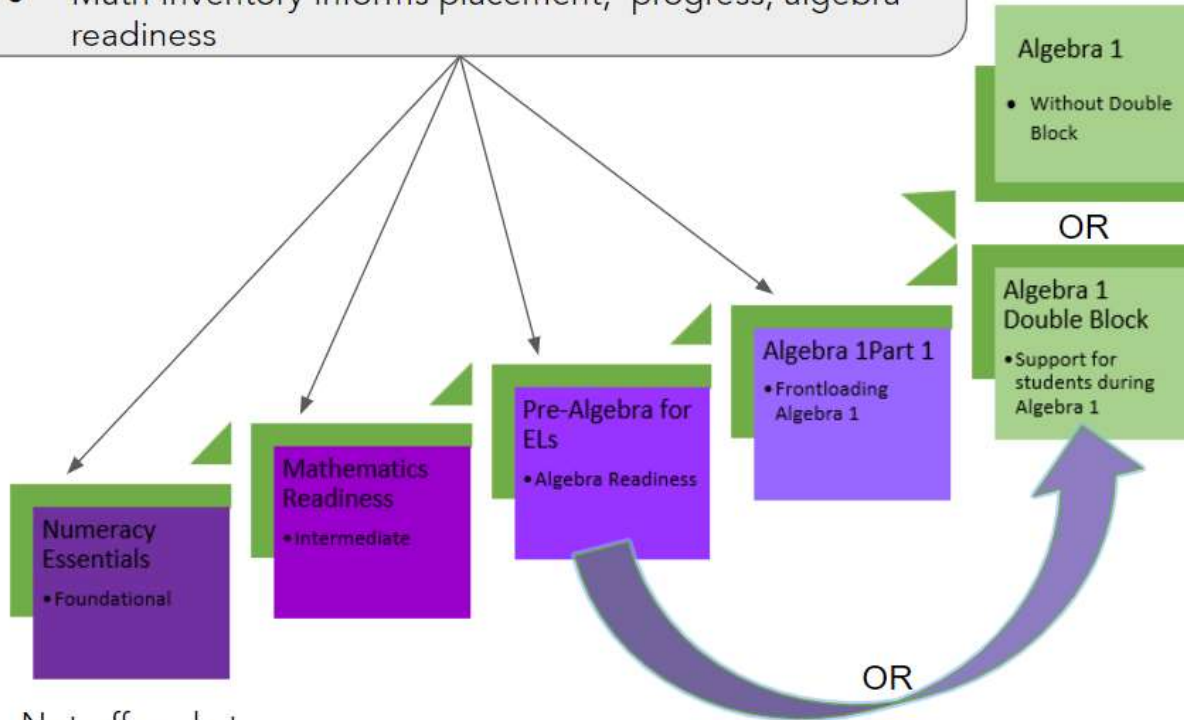 readiness
Algebra 1
• Without Double
Block
OR
Algebra 1
Double Block
•Support for
students during
Algebra 1
Algebra 1Part 1
•Frontloading
Algebra 1
Pre-Algebra for
ELs
•Algebra Readiness
Mathematics
Readiness
•Intermediate
Numeracy
Essentials
•Foundational
OR